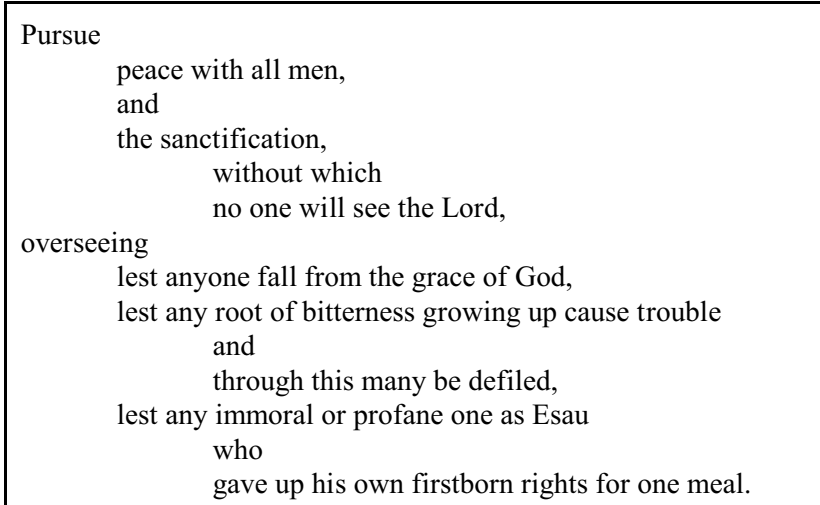 Pursue
peace with all men,
and
the sanctification,
without which
no one will see the Lord,
overseeing
lest anyone fall from the grace of God,
lest any root of bitterness growing up cause trouble
and
through this many be defiled,
lest any immoral or profane one as Esau
who
gave up his own firstborn rights for one meal.